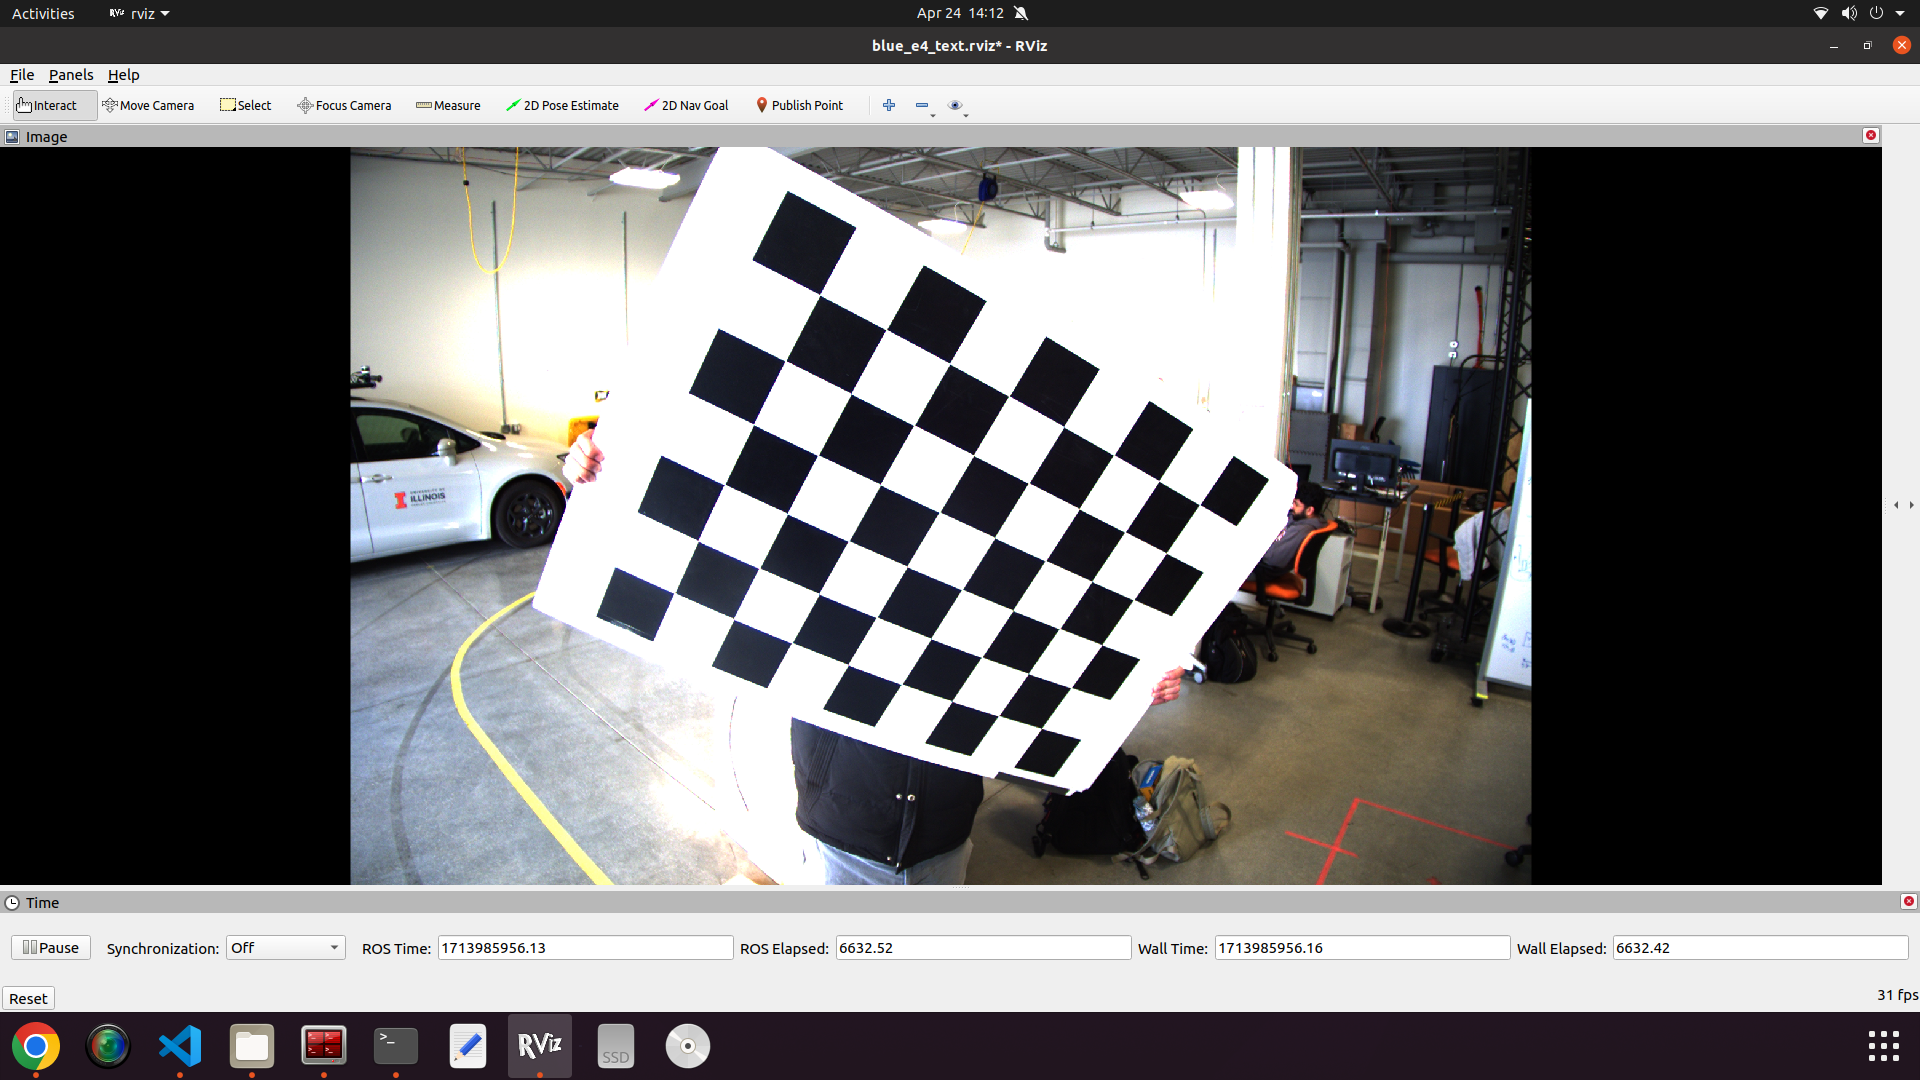 Activities
RViz rviz
Apr 24 14:12
blue_e4_text.rviz* - RViz
File Panels Help
Interact Move Camera Select Focus Camera Measure 2D Pose Estimate 2D Nav Goal Publish Point
Image
ILLINOIS
Time
Pause Synchronization: Off ROS Time: 1713985956.13 ROS Elapsed: 6632.52 Wall Time: 1713985956.16 Wall Elapsed: 6632.42
Reset
31 fps
RViz
SSD